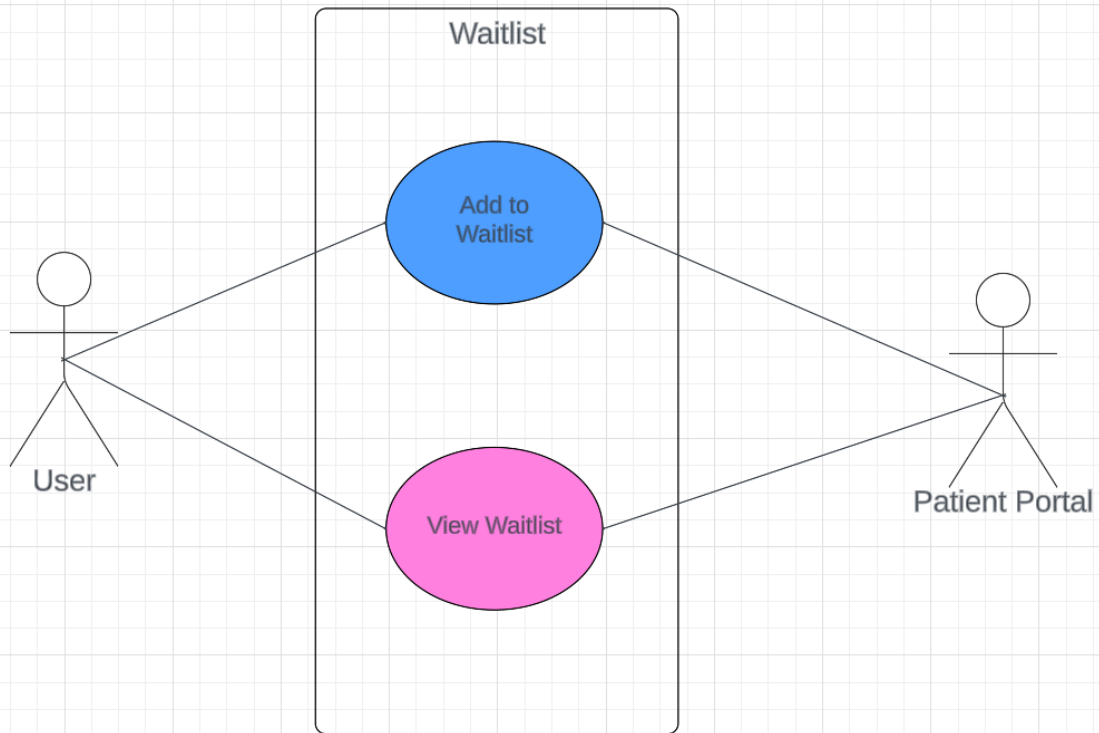 Waitlist
Add to
Waitlist
User
Patient Portal
View Waitlist